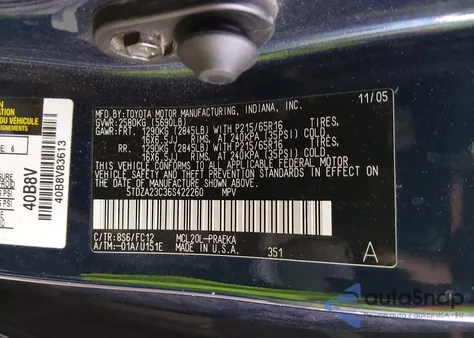 MFD. BY: TOYOTA MOTOR MANUFACTURING, INDIANA, INC. 11/05
GVWR: 2580KG (5690LB)
GAWR: FRT. 1290KG (2845LB) WITH P215/65R16 TIRES,
16X6.5J RIMS, AT 240KPA (35PSI) COLD.
RR. 1290KG (2845LB) WITH P215/65R16 TIRES,
16X6.5J RIMS, AT 240KPA (35PSI) COLD.
THIS VEHICLE CONFORMS TO ALL APPLICABLE FEDERAL MOTOR
VEHICLE SAFETY AND THEFT PREVENTION STANDARDS IN
EFFECT ON THE DATE OF MANUFACTURE SHOWN ABOVE.
5TDZA23C36S422260 MPV
C/TR: 8S6/FC12 MCL20L-PRAEKA
A/TM: -01A/U151E MADE IN U.S.A. 351 A
40B8V
40B8V83613
autoSnap